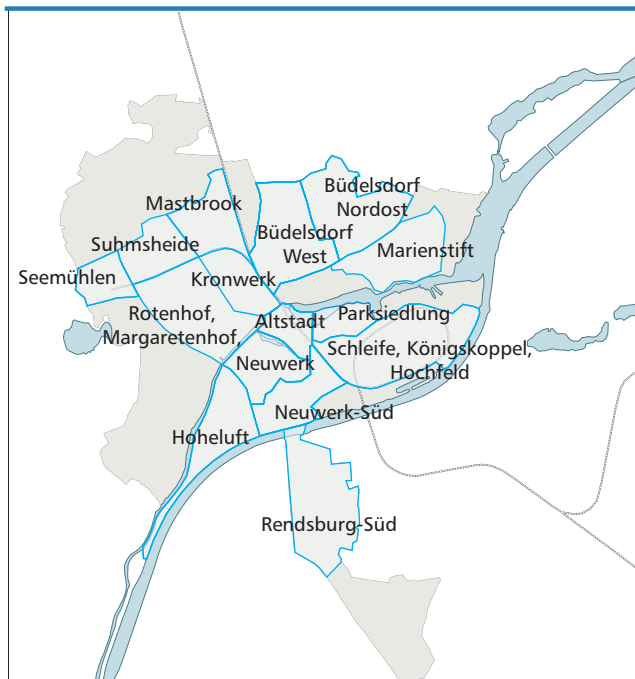 Büdelsdorf
Nordost
Mastbrook
Büdelsdorf
West
Suhmsheide
Marienstift
Seemühlen
Kronwerk
Rotenhof,
Margaretenhof,
Altstadt
Parksiedlung
Schleife, Königskoppel,
Hochfeld
Neuwerk
Neuwerk-Süd
Hoheluft
Rendsburg-Süd